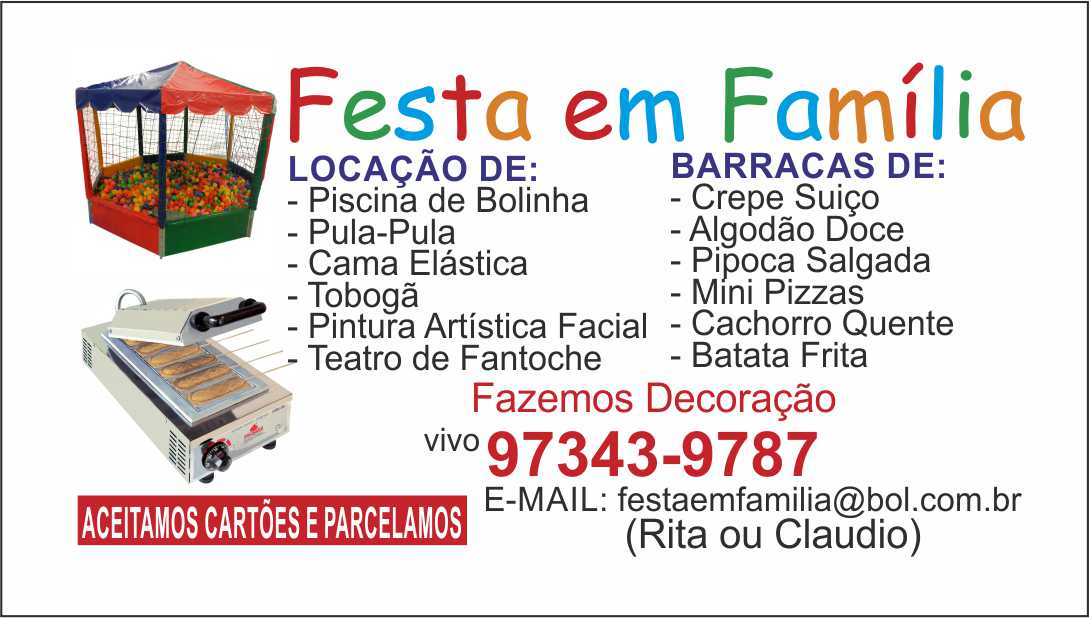 Festa em Família
LOCAÇÃO DE:
- Piscina de Bolinha
- Pula-Pula
- Cama Elástica
- Tobogã
- Pintura Artística Facial
- Teatro de Fantoche
BARRACAS DE:
- Crepe Suiço
- Algodão Doce
- Pipoca Salgada
- Mini Pizzas
- Cachorro Quente
- Batata Frita
Fazemos Decoração
vivo 97343-9787
E-MAIL: festaemfamilia@bol.com.br
(Rita ou Claudio)
ACEITAMOS CARTÕES E PARCELAMOS